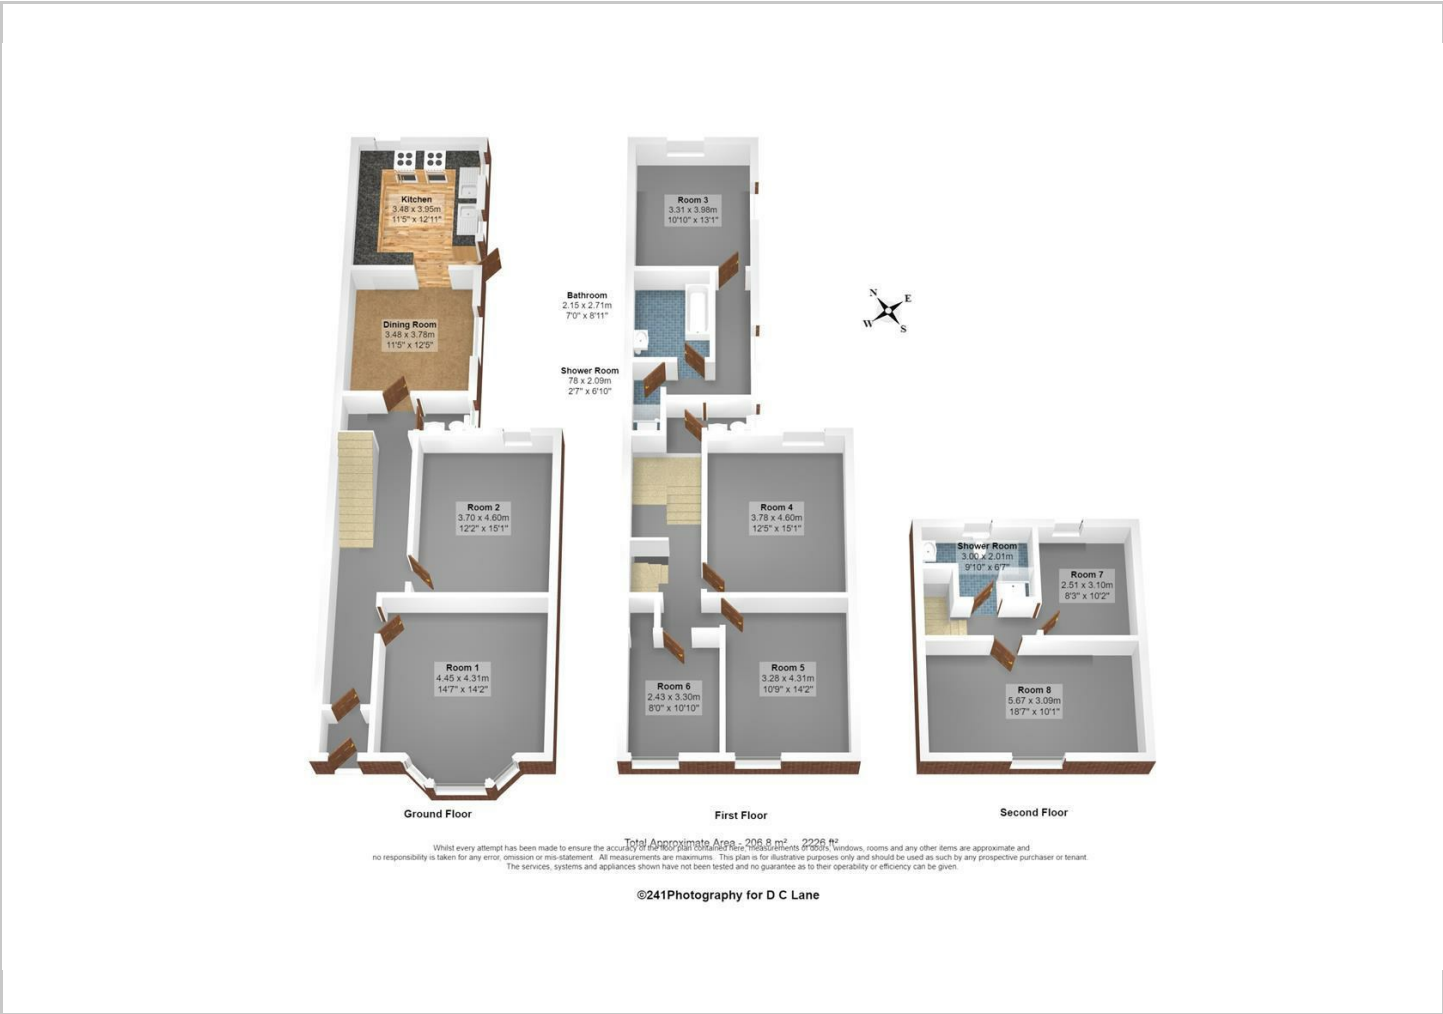 Kitchen
3.48 x 3.95m
11'5" x 12'11"
Dining Room
3.48 x 3.78m
11'5" x 12'5"
Room 2
3.70 x 4.60m
12'2" x 15'1"
Room 1
4.45 x 4.31m
14'7" x 14'2"
Ground Floor
Room 3
3.31 x 3.98m
10'10" x 13'1"
Bathroom
2.15 x 2.71m
7'0" x 8'11"
Shower Room
78 x 2.09m
2'7" x 6'10"
Room 4
3.78 x 4.60m
12'5" x 15'1"
Room 5
3.28 x 4.31m
10'9" x 14'2"
Room 6
2.43 x 3.30m
8'0" x 10'10"
First Floor
N
E
W
S
Shower Room
3.00 x 2.01m
9'10" x 6'7"
Room 7
2.51 x 3.10m
8'3" x 10'2"
Room 8
5.67 x 3.09m
18'7" x 10'1"
Second Floor
Total Approximate Area - 206.8 m² 2226 ft²
Whilst every attempt has been made to ensure the accuracy of the floor plan contained here, measurements of doors, windows, rooms and any other items are approximate and
no responsibility is taken for any error, omission or mis-statement. All measurements are maximums. This plan is for illustrative purposes only and should be used as such by any prospective purchaser or tenant.
The services, systems and appliances shown have not been tested and no guarantee as to their operability or efficiency can be given.
©241Photography for D C Lane